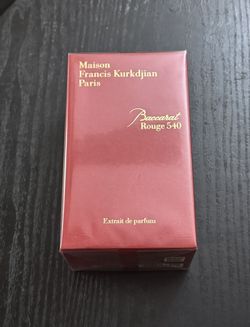 Maison
Francis Kurkdjian
Paris
Baccarat
Rouge 540
Extrait de parfum